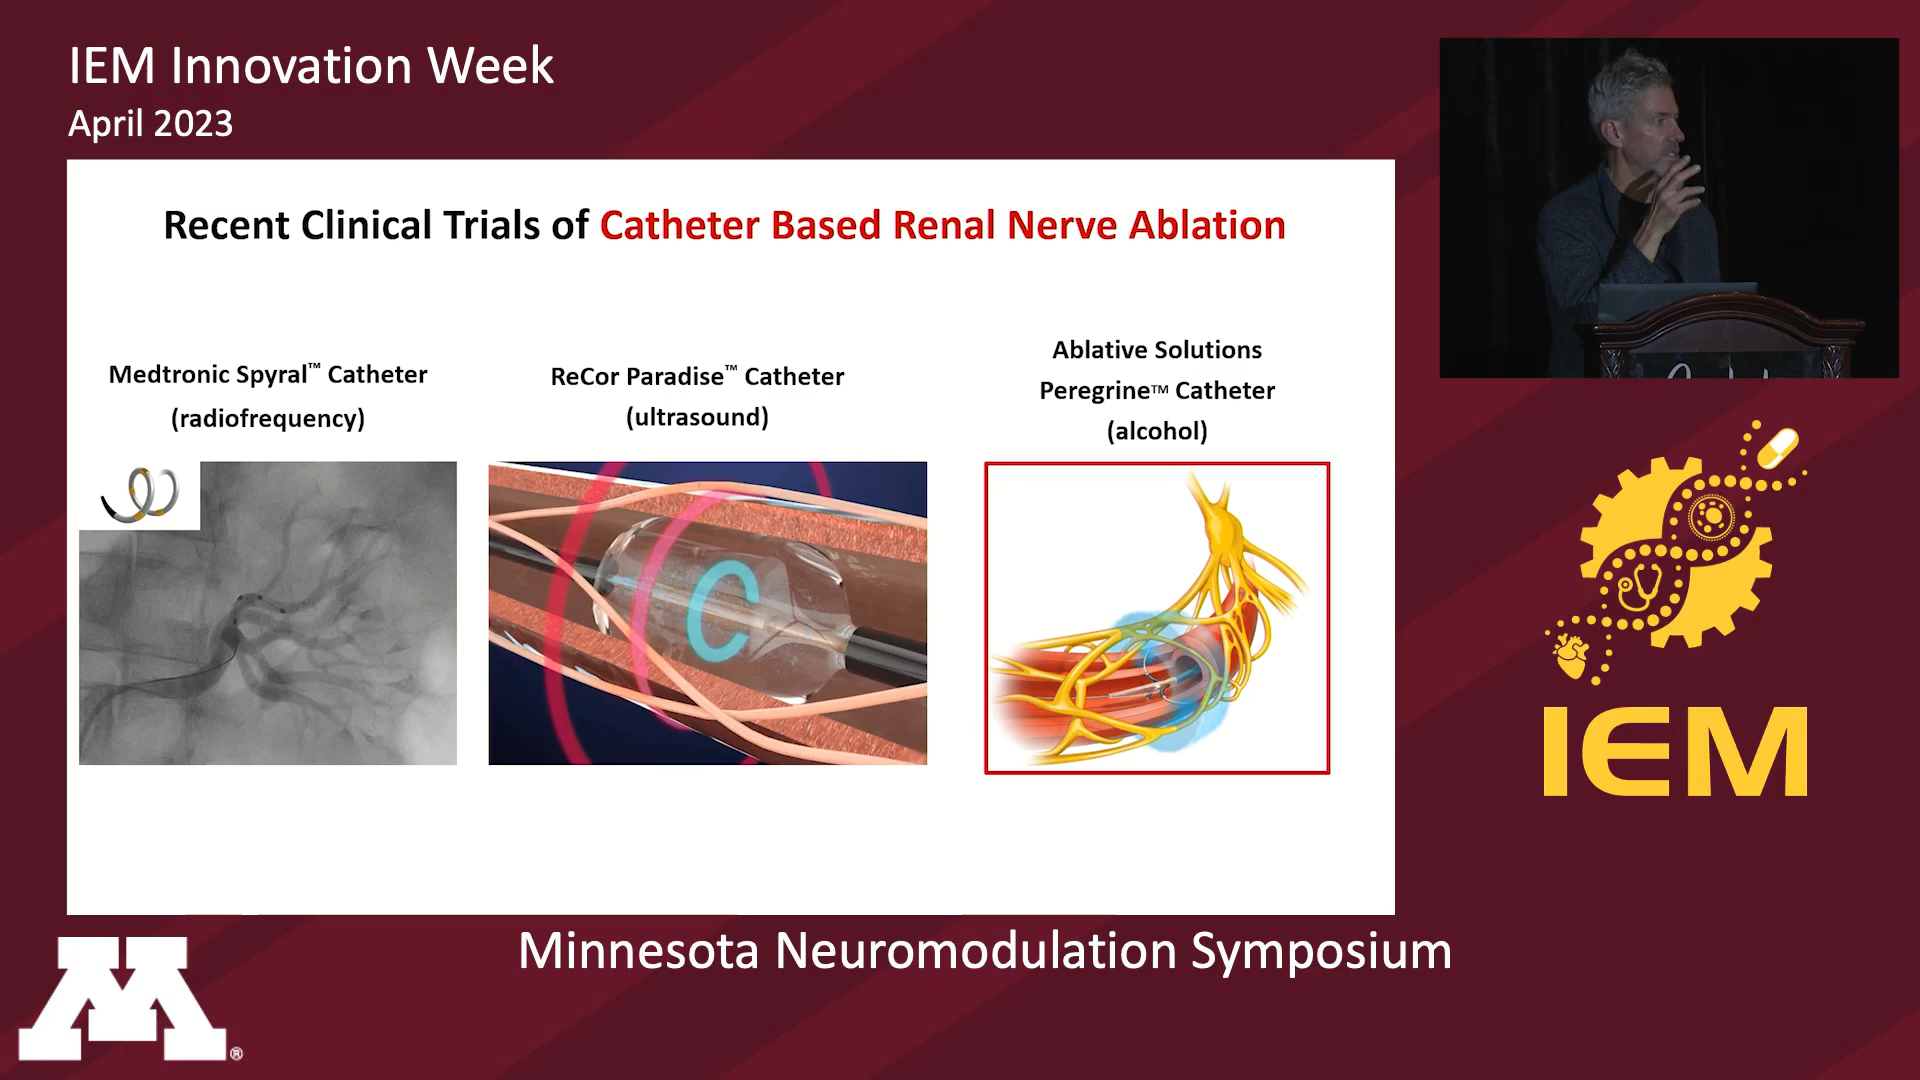 IEM Innovation Week
April 2023
Recent Clinical Trials of Catheter Based Renal Nerve Ablation
Medtronic Spyral™ Catheter
(radiofrequency)
ReCor Paradise™ Catheter
(ultrasound)
Ablative Solutions
Peregrine™ Catheter
(alcohol)
C
IEM
Minnesota Neuromodulation Symposium
M®